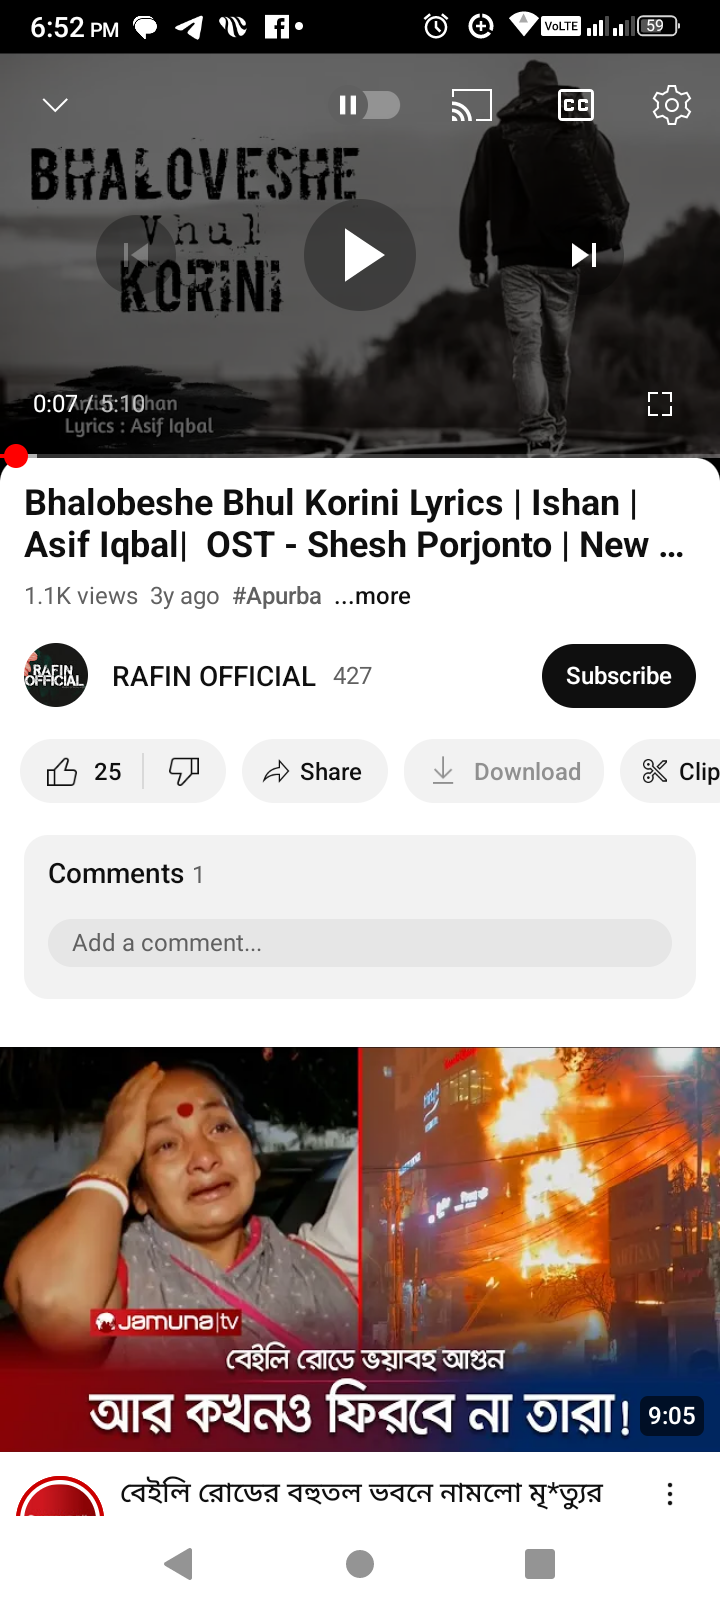 6:52 PM
VoLTE
59
CC
BHALOVESHE
Vhul
KORINI
0:07 / 5:10
Artist : Ishan
Lyrics : Asif Iqbal
Bhalobeshe Bhul Korini Lyrics | Ishan |
Asif Iqbal| OST - Shesh Porjonto | New ...
1.1K views 3y ago #Apurba ...more
RAFIN OFFICIAL
RAFIN OFFICIAL 427
Subscribe
25
Share
Download
Clip
Comments 1
Add a comment...
Jamuna|tv
বেইলি রোডে ভয়াবহ আগুন
আর কখনও ফিরবে না তারা!
9:05
বেইলি রোডের বহুতল ভবনে নামলো মৃ*ত্যুর